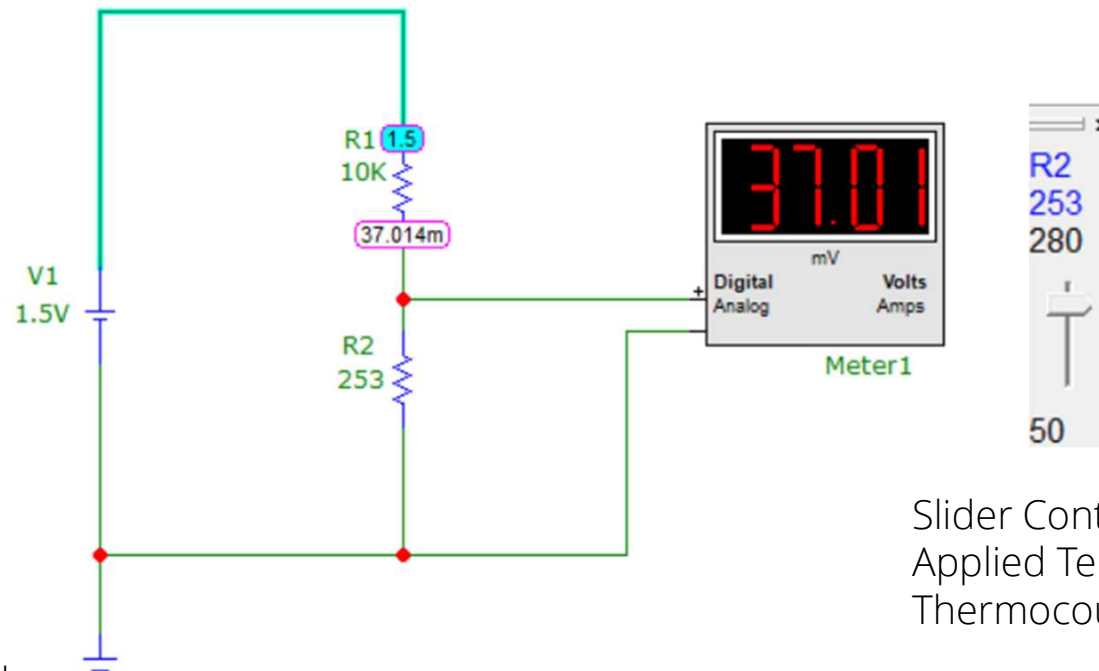 R1 1.5
10K
37.014m
V1
1.5V
R2
253
37.01
mV
+
Digital Volts
Analog Amps
Meter1
R2
253
280
50
Slider Cont
Applied Te